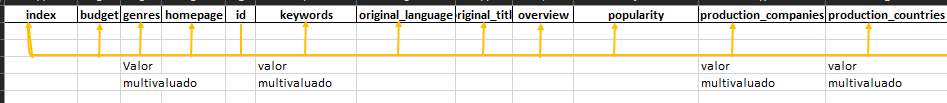 index budget genres homepage id keywords original_language riginal_titl overview popularity production_companies production_countries
Valor valor valor valor
multivaluado multivaluado multivaluado multivaluado